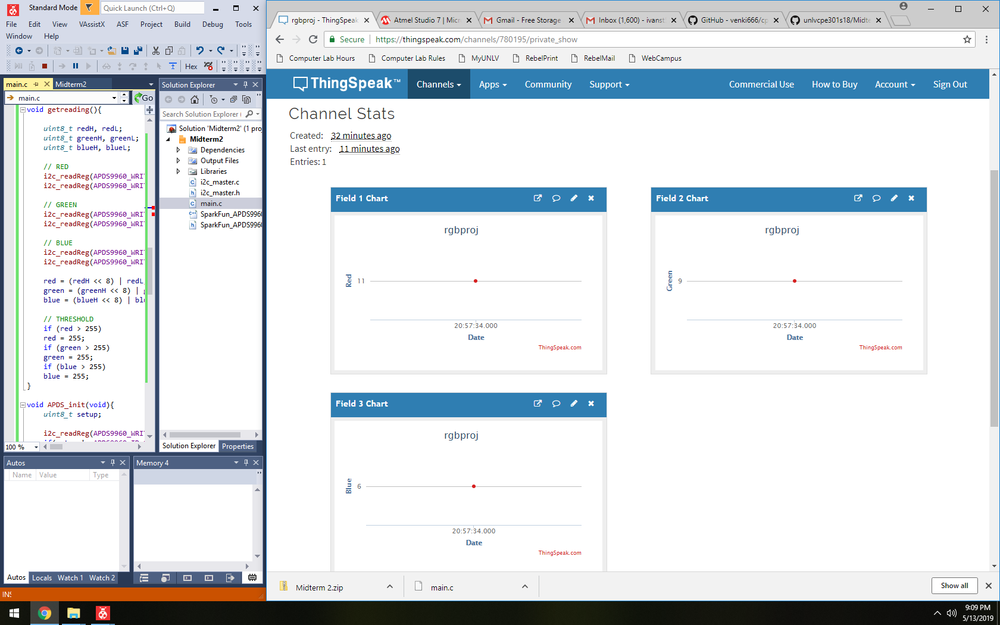 Standard Mode
Quick Launch (Ctrl+Q)
File Edit View VAssistX ASF Project Build Debug Tools
Window Help
Hex
main.c
Midterm2
main.c
Go
void getreading(){
uint8_t redH, redL;
uint8_t greenH, greenL;
uint8_t blueH, blueL;
// RED
i2c_readReg(APDS9960_WRI
i2c_readReg(APDS9960_WRI
// GREEN
i2c_readReg(APDS9960_WRI
i2c_readReg(APDS9960_WRI
// BLUE
i2c_readReg(APDS9960_WRI
i2c_readReg(APDS9960_WRI
red = (redH << 8) | redL
green = (greenH << 8) |
blue = (blueH << 8) | blu
// THRESHOLD
if (red > 255)
red = 255;
if (green > 255)
green = 255;
if (blue > 255)
blue = 255;
}
void APDS_init(void){
uint8_t setup;
i2c_readReg(APDS9960_WRI
100 %
Solution Explorer
Search Solution Explorer (
Solution 'Midterm2' (1 proj
Midterm2
Dependencies
Output Files
Libraries
i2c_master.c
i2c_master.h
main.c
SparkFun_APDS9960
SparkFun_APDS9960
Solution Explorer Properties
Autos
Name Value Type
Autos Locals Watch 1 Watch 2
Memory 4
INS
rgbproj - ThingSpeak
Atmel Studio 7 | Micr
Gmail - Free Storage
Inbox (1,600) - ivanst
GitHub - venki666/cp
unlvcpe301s18/Midte
Secure https://thingspeak.com/channels/780195/private_show
Computer Lab Hours Computer Lab Rules MyUNLV RebelPrint RebelMail WebCampus
ThingSpeak™ Channels Apps Community Support Commercial Use How to Buy Account Sign Out
Channel Stats
Created: 32 minutes ago
Last entry: 11 minutes ago
Entries: 1
Field 1 Chart
rgbproj
Red
11
20:57:34.000
Date
ThingSpeak.com
Field 2 Chart
rgbproj
Green
9
20:57:34.000
Date
ThingSpeak.com
Field 3 Chart
rgbproj
Blue
6
20:57:34.000
Date
ThingSpeak.com
Midterm 2.zip
main.c
Show all
9:09 PM
5/13/2019